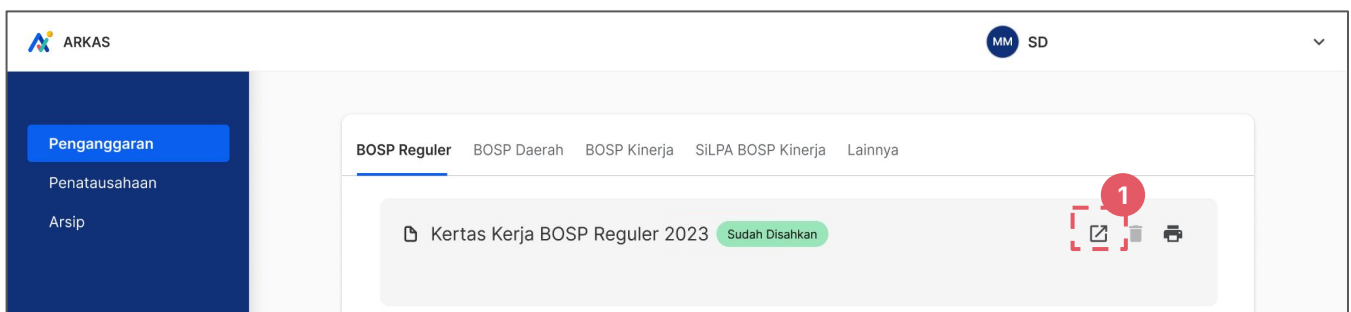 ARKAS
MM SD
Penganggaran
Penatausahaan
Arsip
BOSP Reguler BOSP Daerah BOSP Kinerja SiLPA BOSP Kinerja Lainnya
1
Kertas Kerja BOSP Reguler 2023 Sudah Disahkan